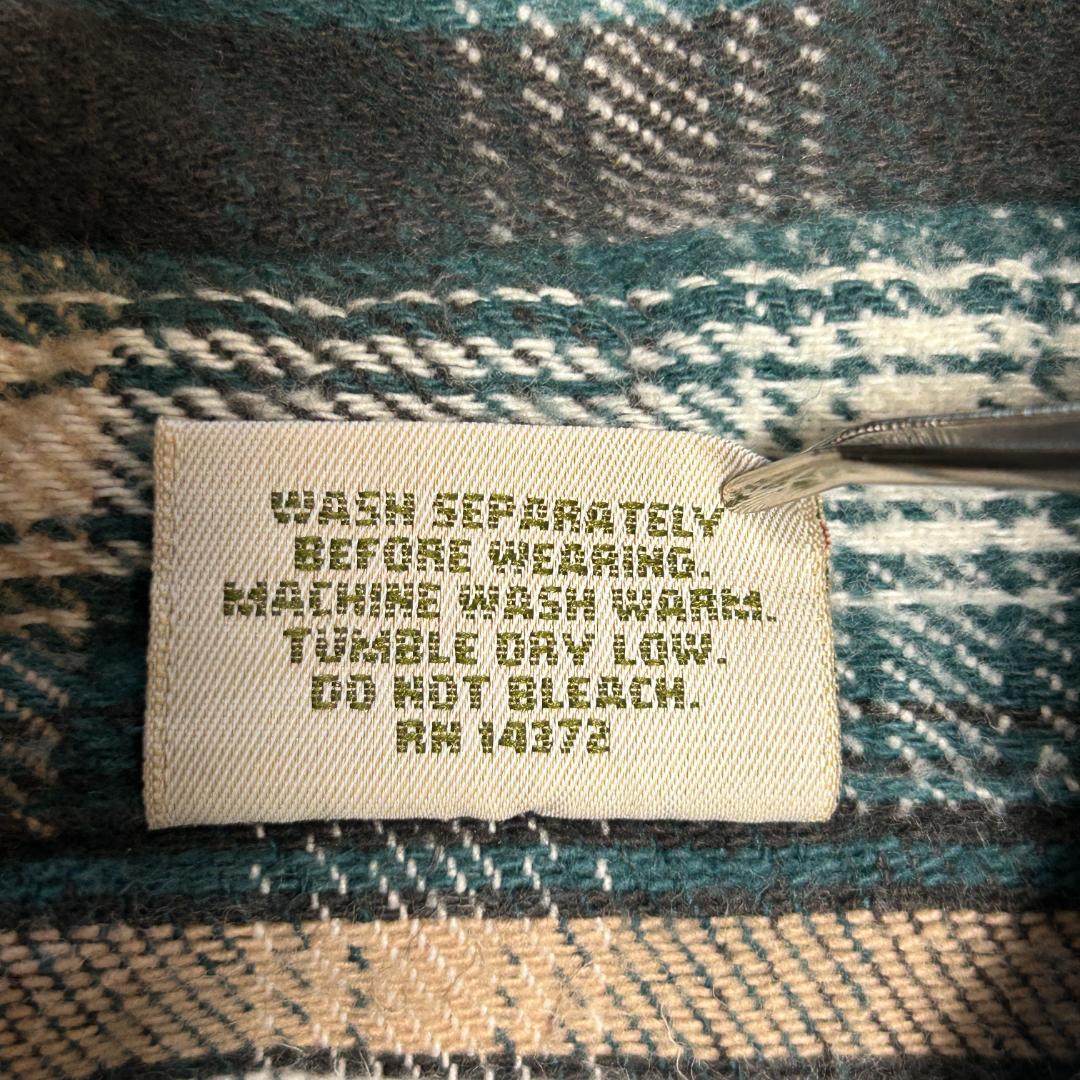 WASH SEPARATELY
BEFORE WEARING.
MACHINE WASH WARM.
TUMBLE DRY LOW.
DO NOT BLEACH.
RN 14372